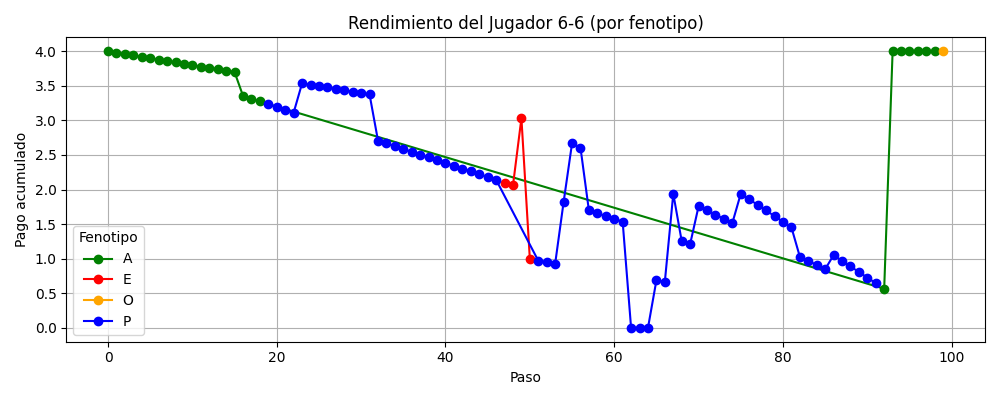 Rendimiento del Jugador 6-6 (por fenotipo)
Pago acumulado
4.0
3.5
3.0
2.5
2.0
1.5
1.0
0.5
0.0
Fenotipo
A
E
O
P
0
20
40
60
80
100
Paso